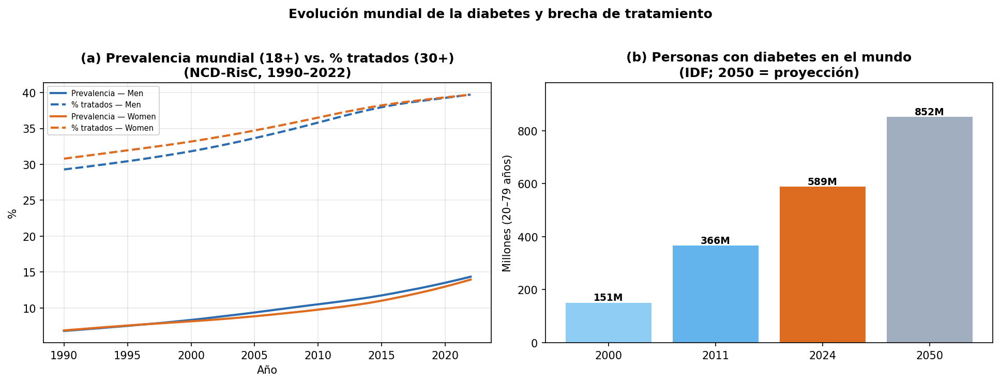 Evolución mundial de la diabetes y brecha de tratamiento
(a) Prevalencia mundial (18+) vs. % tratados (30+)
(NCD-RisC, 1990–2022)
Prevalencia — Men
% tratados — Men
Prevalencia — Women
% tratados — Women
%
40
35
30
25
20
15
10
1990
1995
2000
2005
2010
2015
2020
Año
(b) Personas con diabetes en el mundo
(IDF; 2050 = proyección)
Millones (20–79 años)
800
600
400
200
0
151M
366M
589M
852M
2000
2011
2024
2050